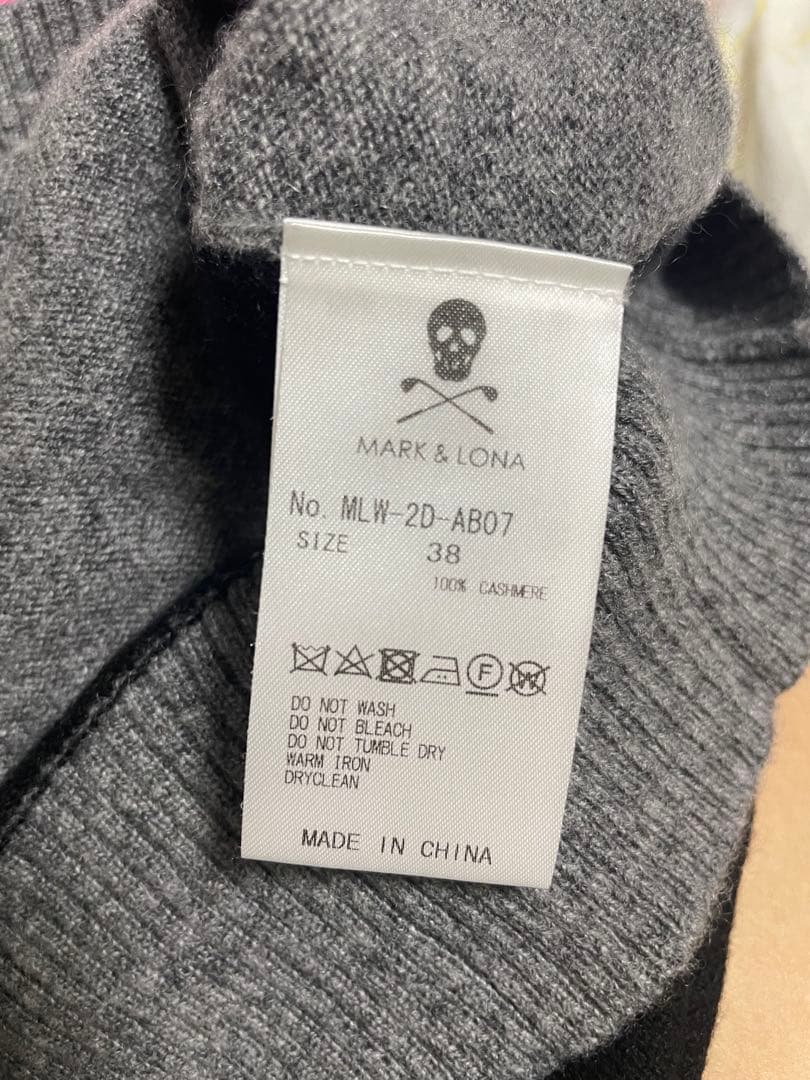 MARK & LONA
No. MLW-2D-AB07
SIZE 38
100% CASHMERE
F W
DO NOT WASH
DO NOT BLEACH
DO NOT TUMBLE DRY
WARM IRON
DRYCLEAN
MADE IN CHINA